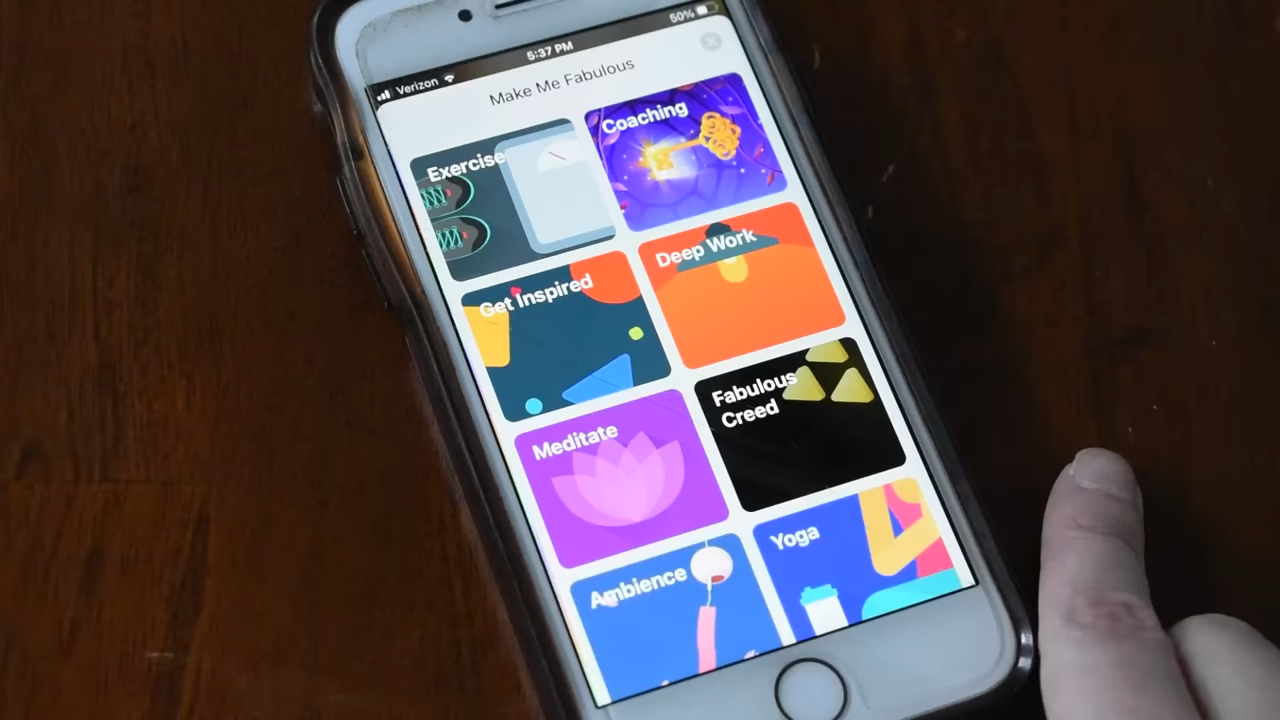 Verizon
5:37 PM
50%
Make Me Fabulous
Exercise
Coaching
Get Inspired
Deep Work
Meditate
Fabulous
Creed
Ambience
Yoga